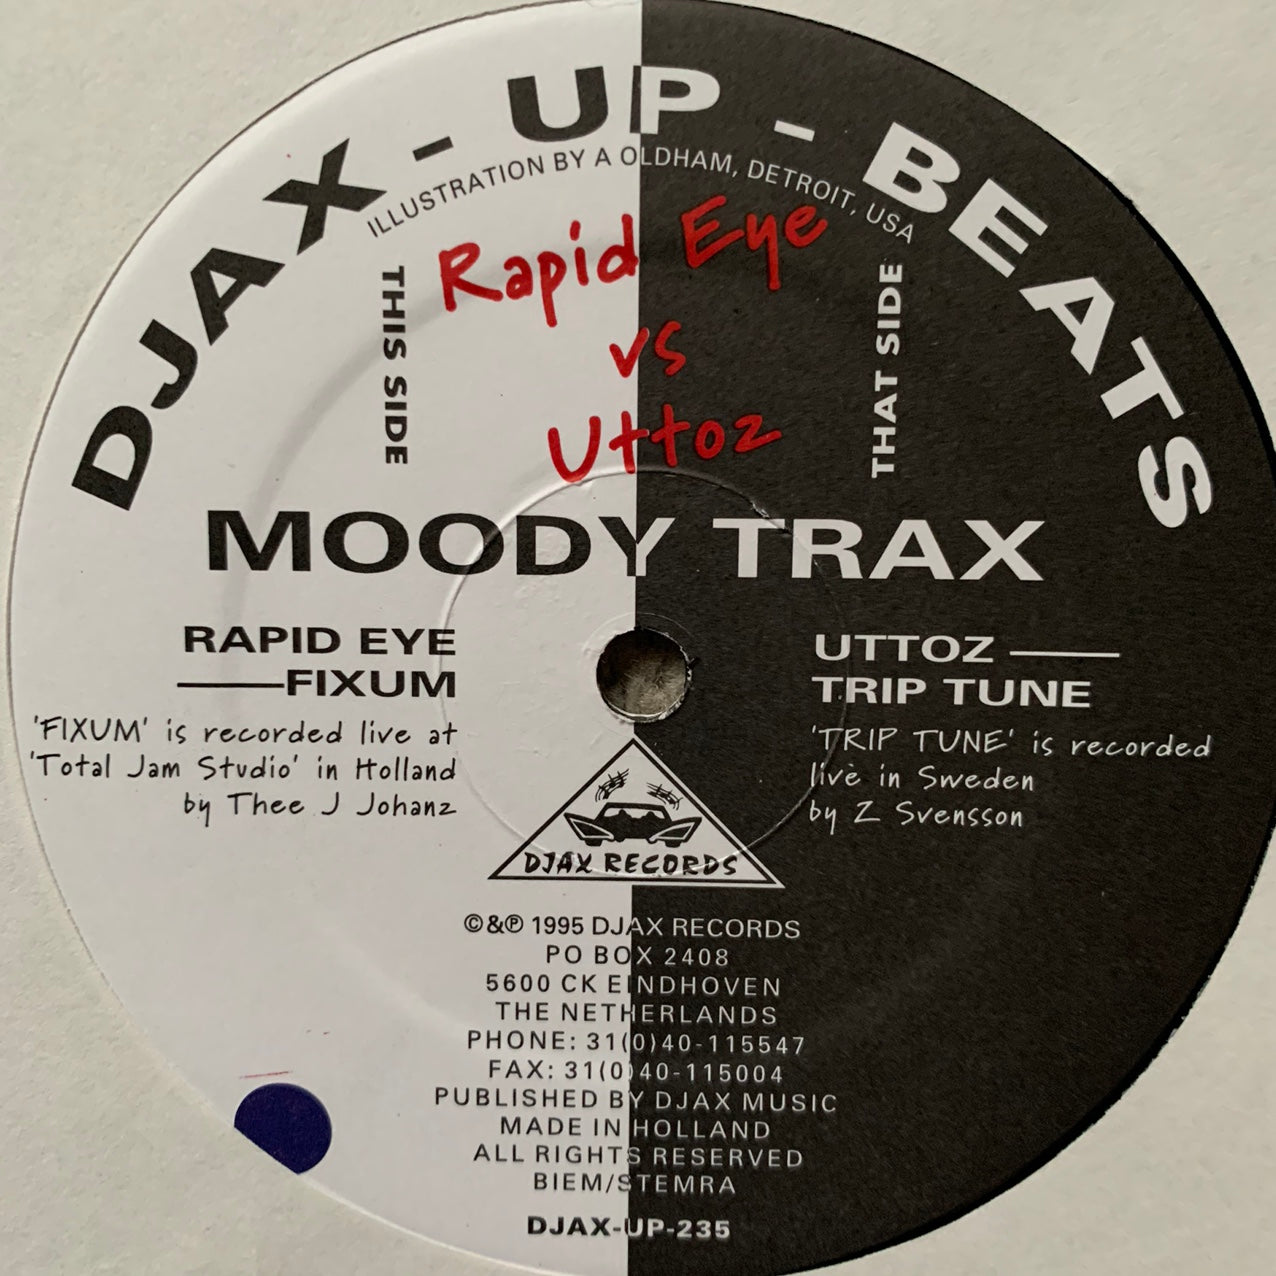 DJAX - UP - BEATS
ILLUSTRATION BY A OLDHAM, DETROIT, USA
THIS SIDE
Rapid Eye
vs
Uttoz
THAT SIDE
MOODY TRAX
RAPID EYE
FIXUM
'FIXUM' is recorded live at
'Total Jam Studio' in Holland
by Thee J Johanz
UTTOZ
TRIP TUNE
'TRIP TUNE' is recorded
live in Sweden
by Z Svensson
DJAX RECORDS
©&℗ 1995 DJAX RECORDS
PO BOX 2408
5600 CK EINDHOVEN
THE NETHERLANDS
PHONE: 31(0)40-115547
FAX: 31(0)40-115004
PUBLISHED BY DJAX MUSIC
MADE IN HOLLAND
ALL RIGHTS RESERVED
BIEM/STEMRA
DJAX-UP-235